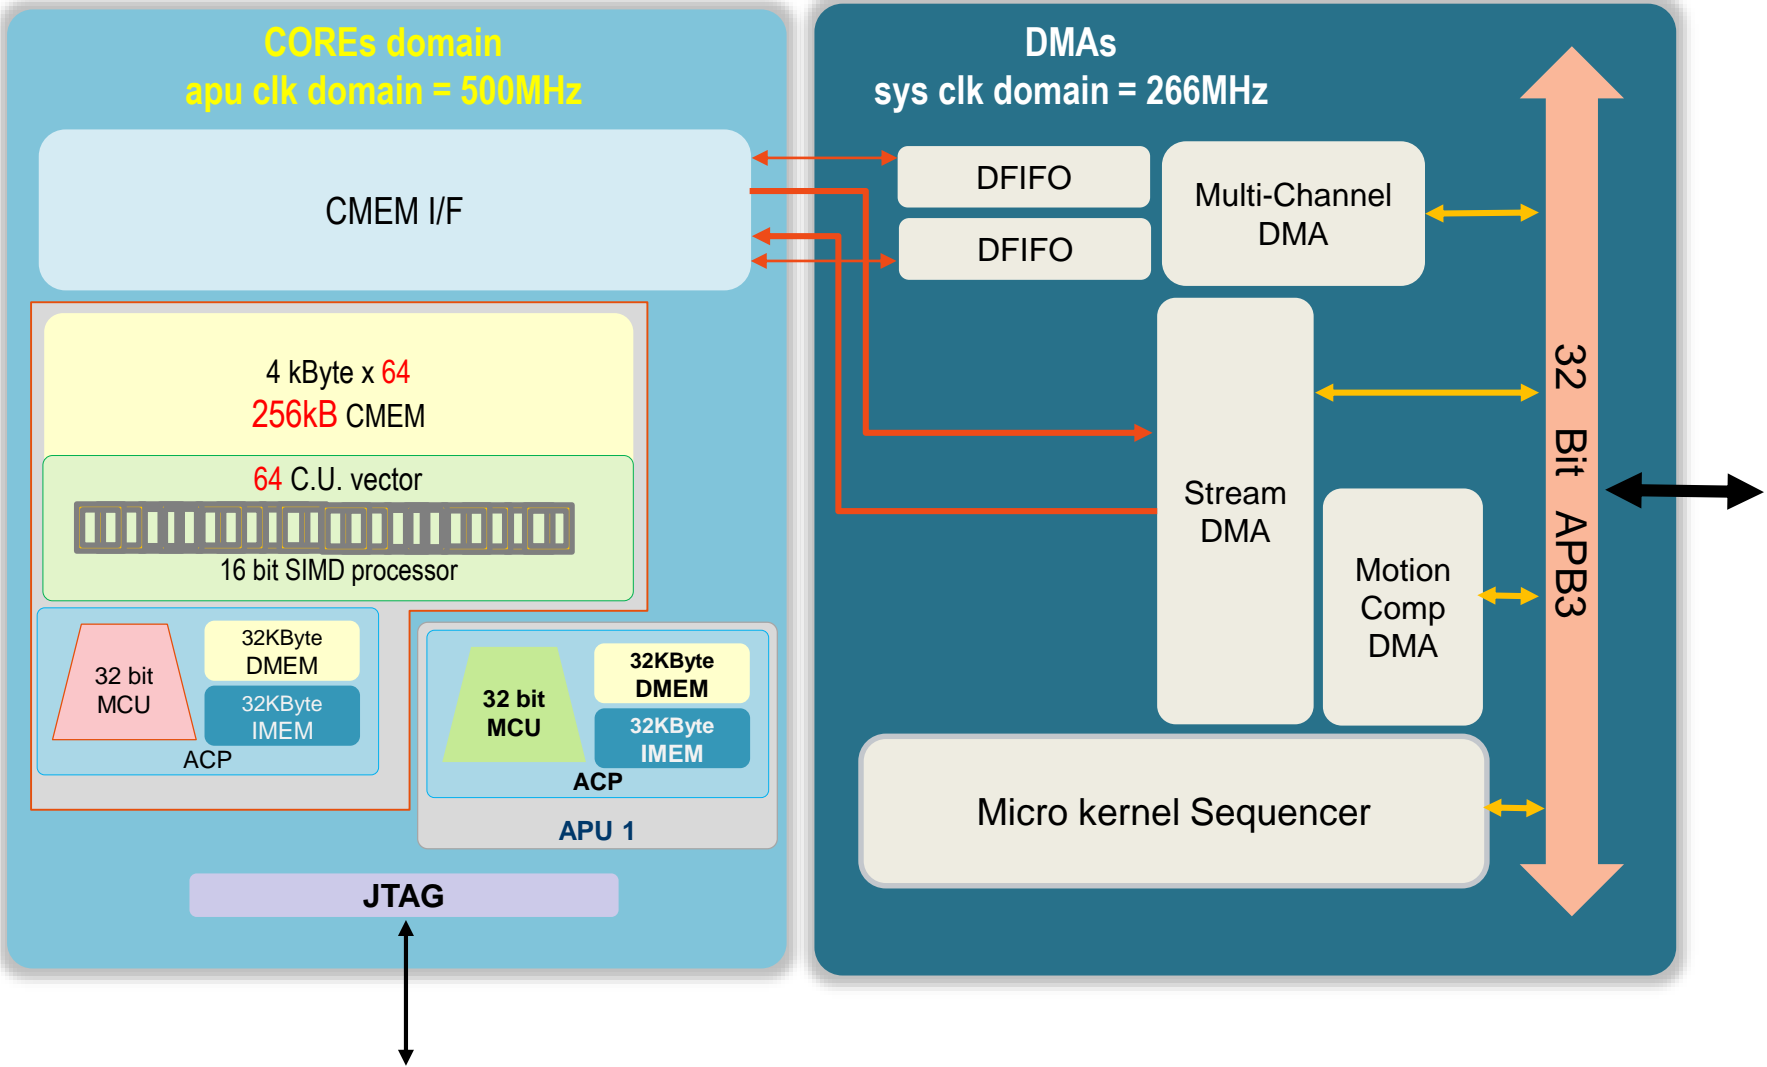 COREs domain
apu clk domain = 500MHz
CMEM I/F
4 kByte x 64
256kB CMEM
64 C.U. vector
16 bit SIMD processor
32 bit
MCU
32KByte
DMEM
32KByte
IMEM
ACP
32 bit
MCU
32KByte
DMEM
32KByte
IMEM
ACP
APU 1
JTAG
DMAs
sys clk domain = 266MHz
DFIFO
DFIFO
Multi-Channel
DMA
Stream
DMA
Motion
Comp
DMA
Micro kernel Sequencer
32 Bit APB3